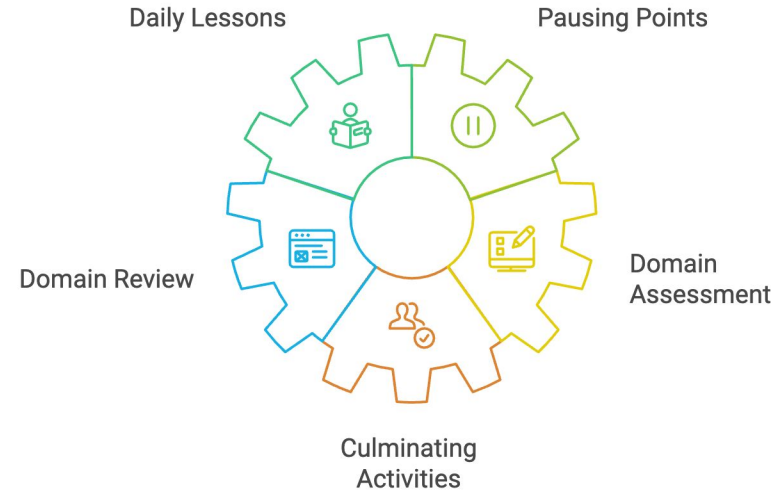 Daily Lessons
Pausing Points
Domain Review
Domain
Assessment
Culminating
Activities